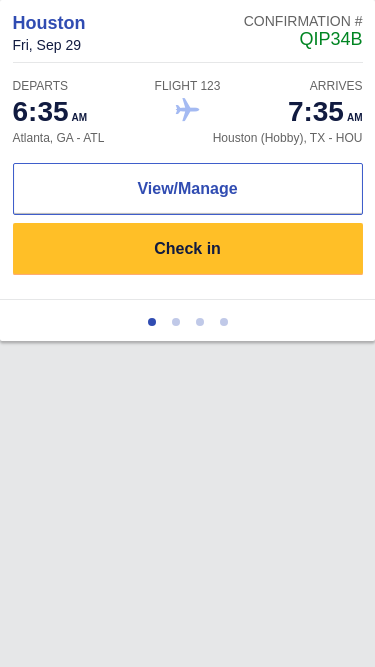 Houston
CONFIRMATION #
Fri, Sep 29
QIP34B
DEPARTS
FLIGHT 123
ARRIVES
6:35 AM
7:35 AM
Atlanta, GA - ATL
Houston (Hobby), TX - HOU
View/Manage
Check in